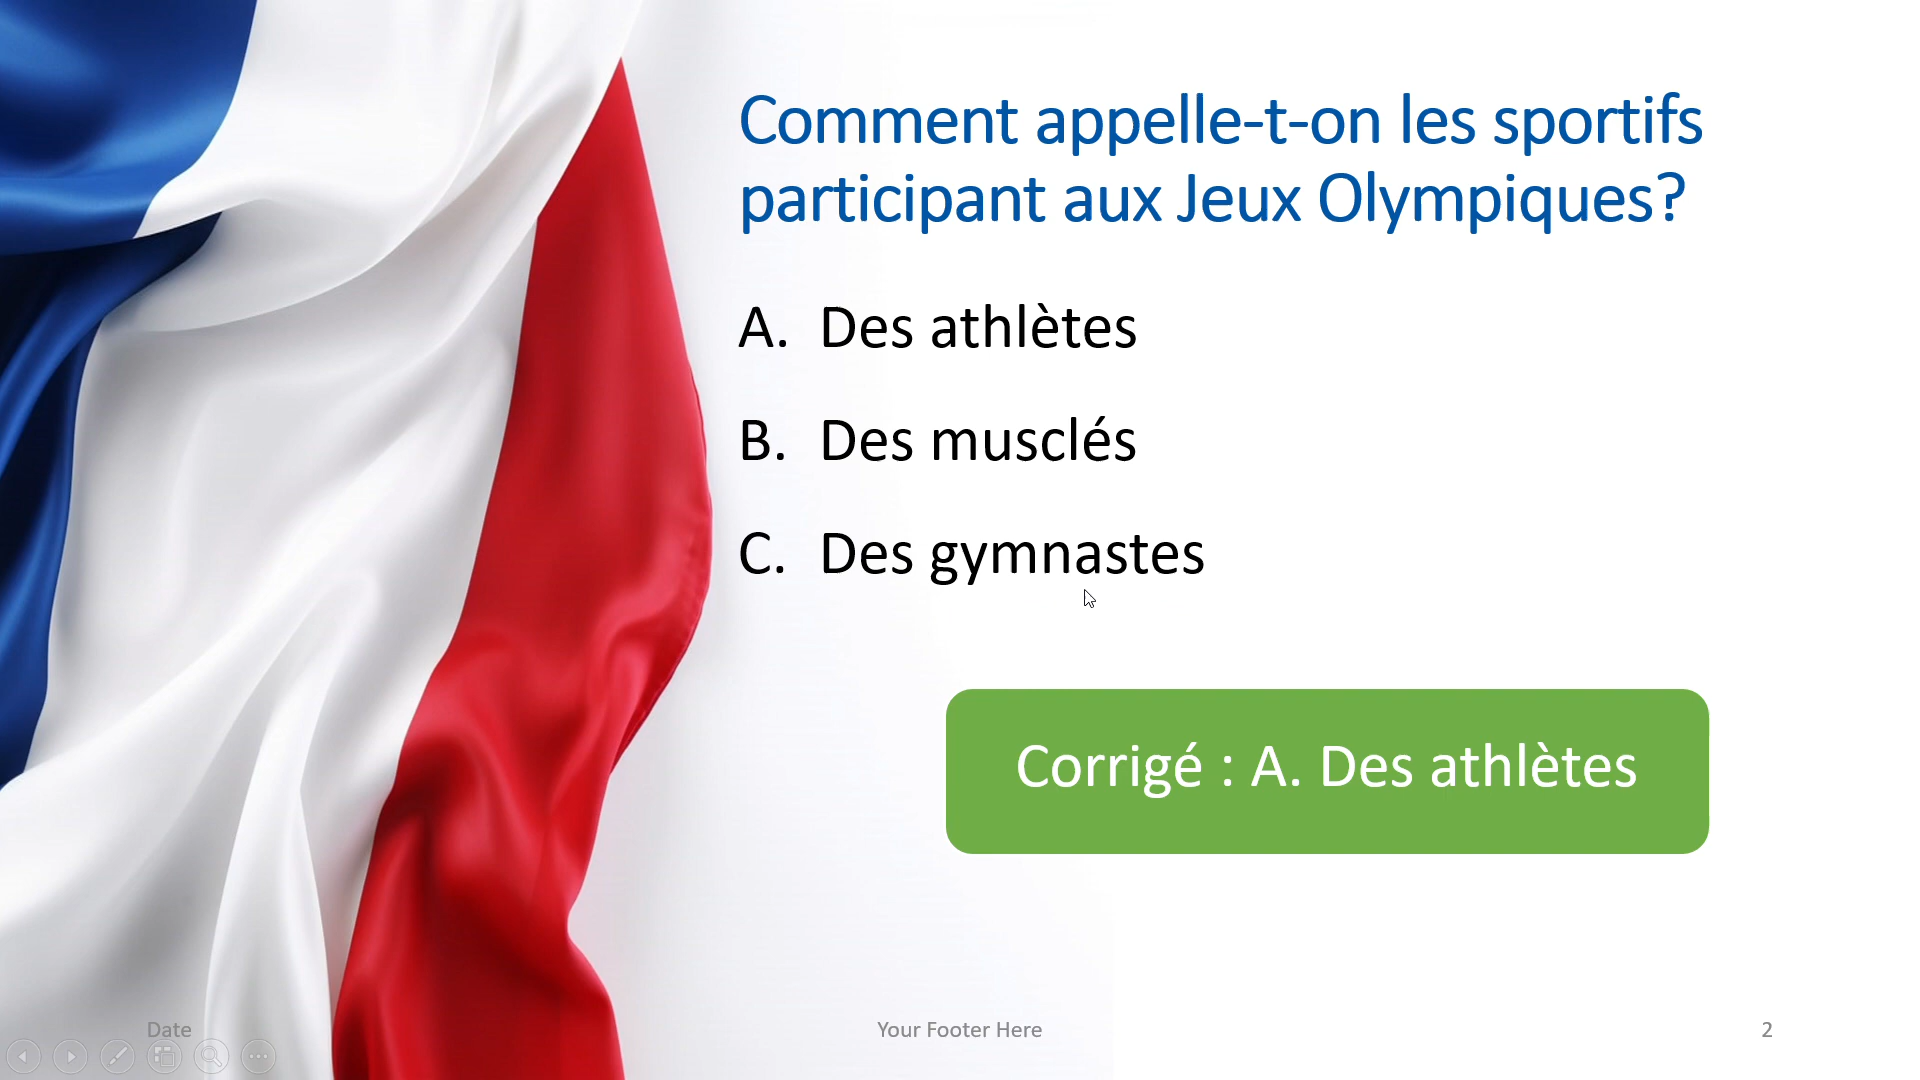 Comment appelle-t-on les sportifs
participant aux Jeux Olympiques?
A. Des athlètes
B. Des musclés
C. Des gymnastes
Corrigé : A. Des athlètes
Date
Your Footer Here
2